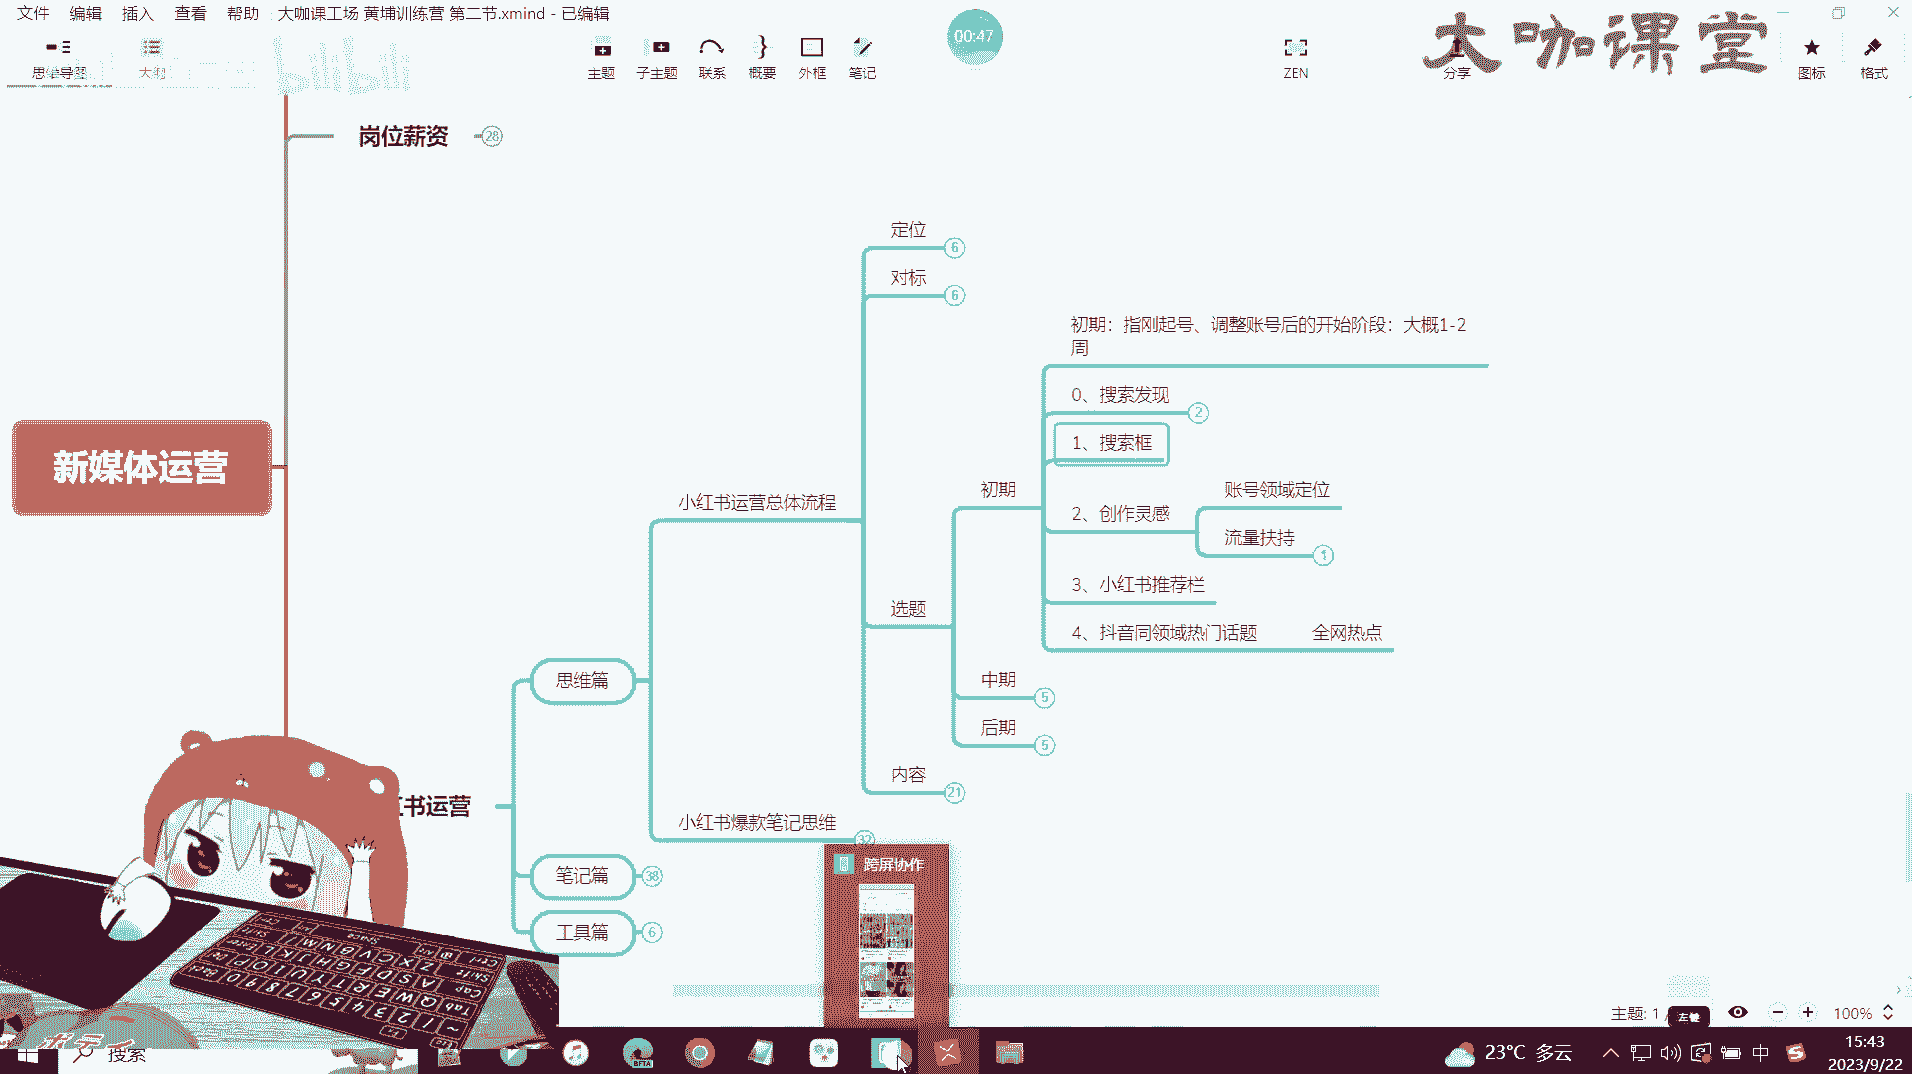 文件 编辑 插入 查看 帮助 大咖课工场 黄埔训练营 第二节.xmind - 已编辑
00:47
大咖课堂
思维导图 大纲 bilibili 主题 子主题 联系 概要 外框 笔记 ZEN 分享 图标 格式
岗位薪资 28
定位 6
对标 6
初期：指刚起号、调整账号后的开始阶段：大概1-2
周
0、搜索发现 2
1、搜索框
新媒体运营
小红书运营总体流程
初期
2、创作灵感
账号领域定位
流量扶持 1
3、小红书推荐栏
选题
4、抖音同领域热门话题 全网热点
思维篇
中期 5
后期 5
内容 21
书运营
小红书爆款笔记思维 32
跨屏协作
笔记篇 38
工具篇 6
主题: 1 /
100%
搜索
BETA
23°C 多云
中
15:43
2023/9/22